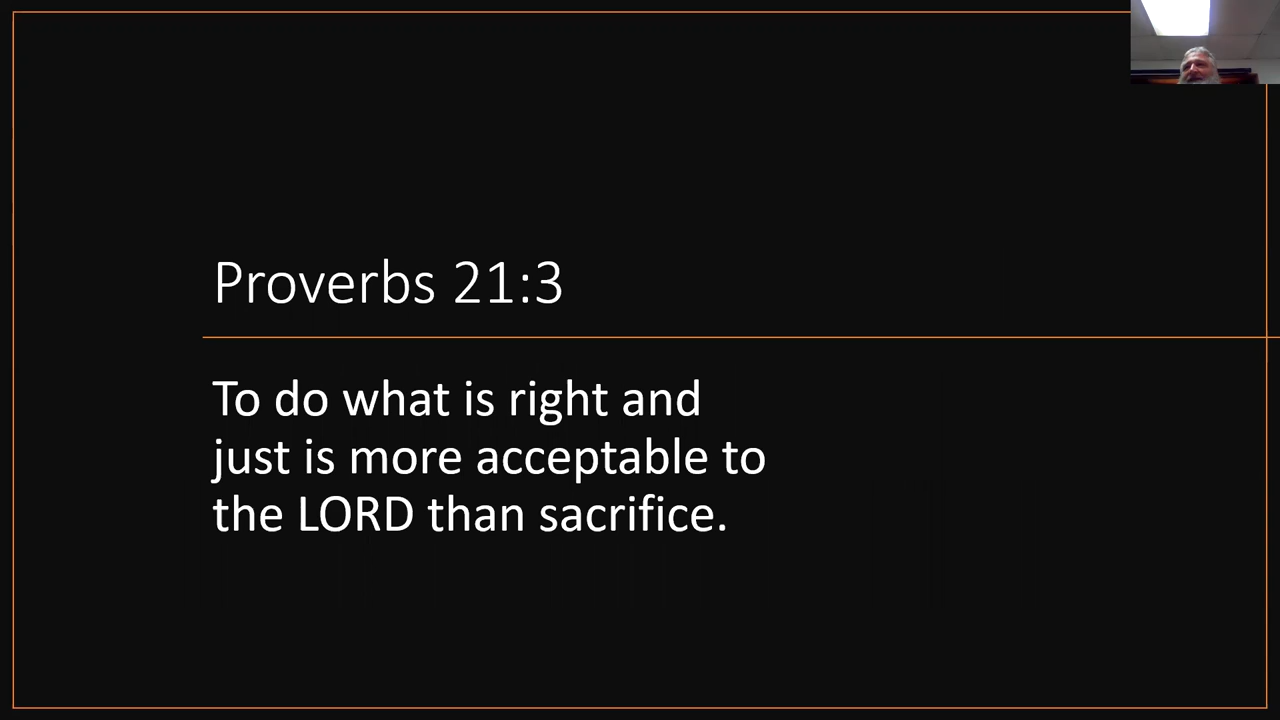 Proverbs 21:3
To do what is right and
just is more acceptable to
the LORD than sacrifice.